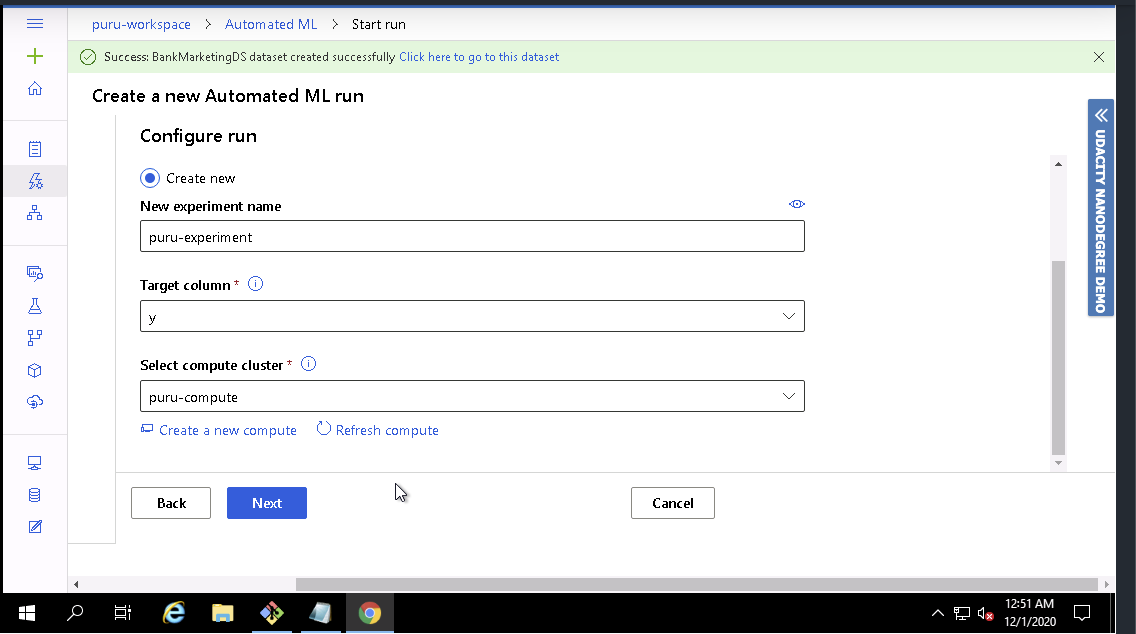 puru-workspace > Automated ML > Start run
Success: BankMarketingDS dataset created successfully Click here to go to this dataset
Create a new Automated ML run
Configure run
Create new
New experiment name
puru-experiment
Target column * i
y
Select compute cluster * i
puru-compute
Create a new compute Refresh compute
Back Next Cancel
UDACITY NANODEGREE DEMO
12:51 AM
12/1/2020